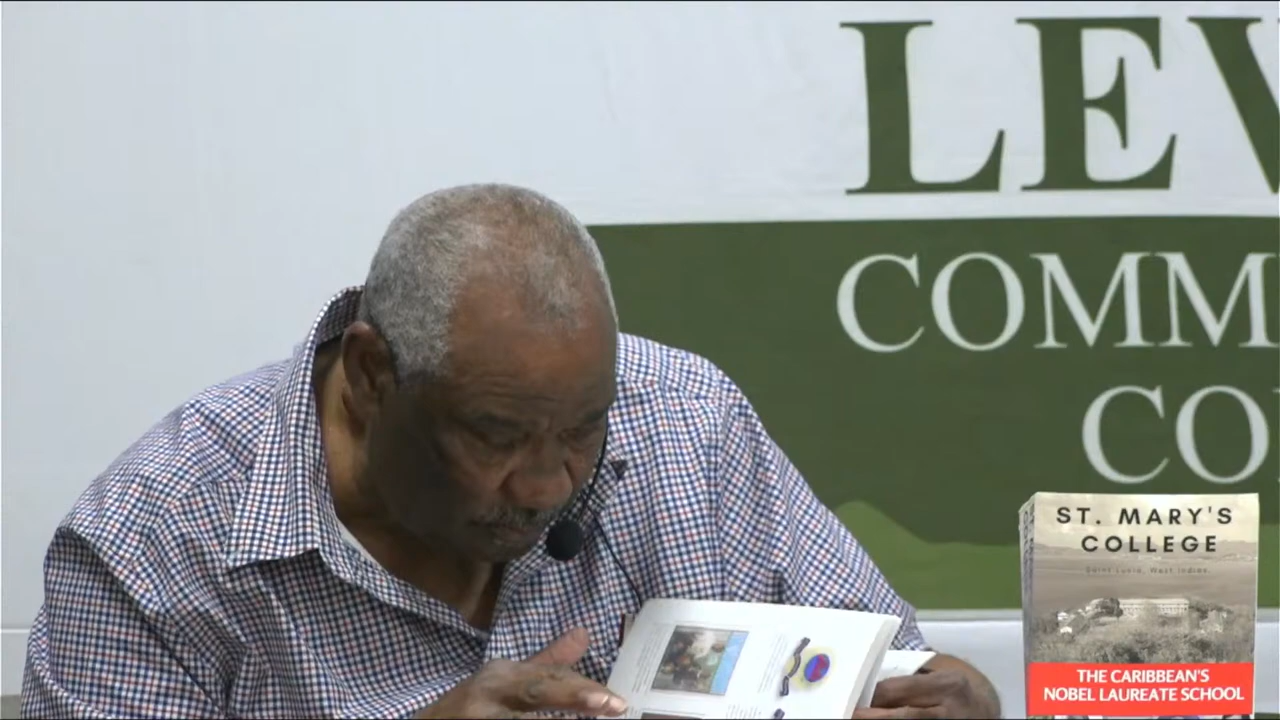 LEV
COMM
CO
ST. MARY'S
COLLEGE
Saint Lucia, West Indies.
THE CARIBBEAN'S
NOBEL LAUREATE SCHOOL